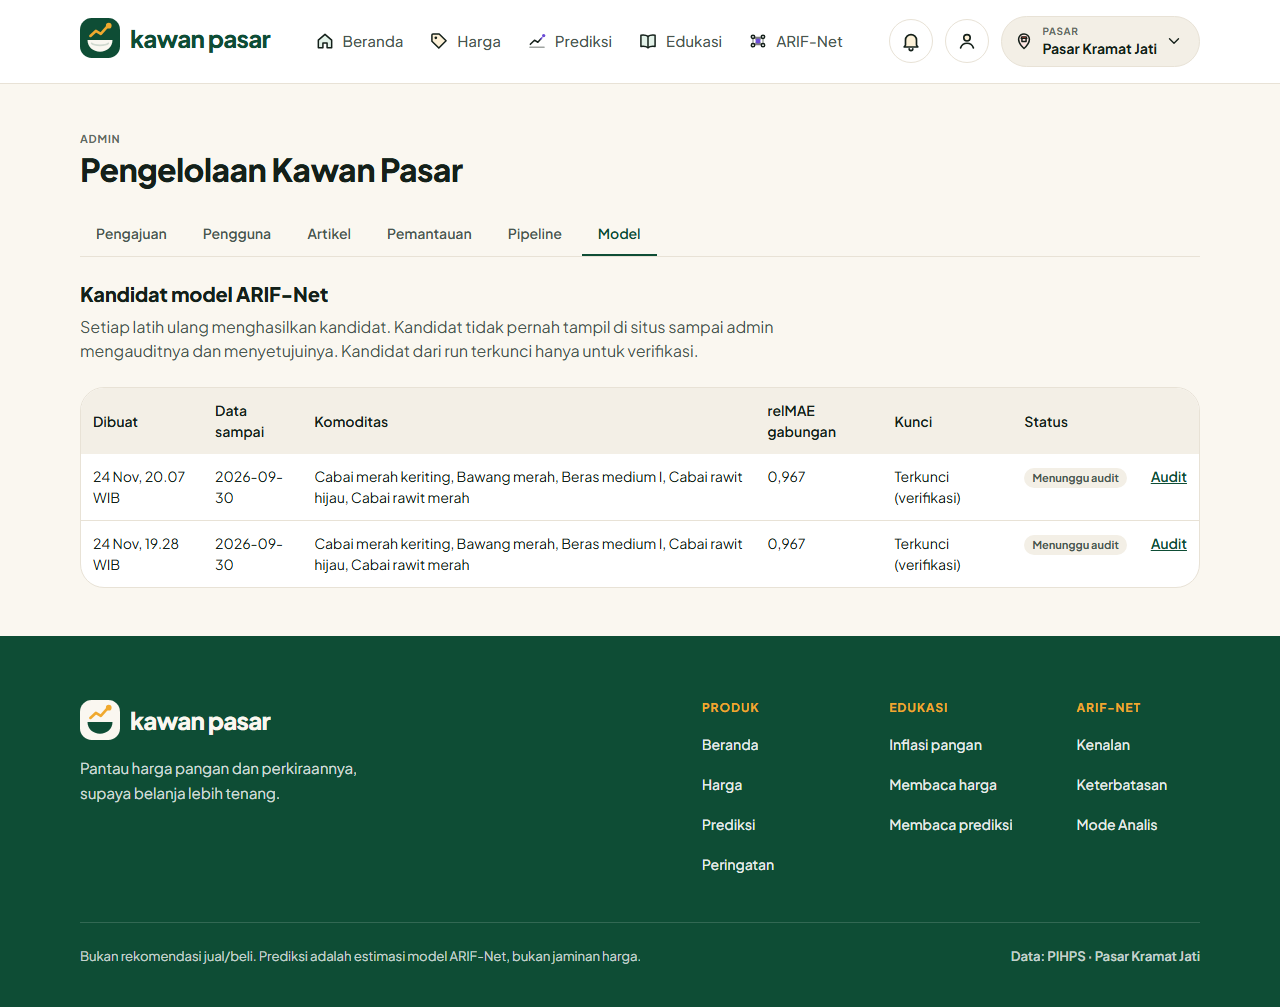 kawan pasar
Beranda
Harga
Prediksi
Edukasi
ARIF-Net
PASAR
Pasar Kramat Jati
ADMIN
Pengelolaan Kawan Pasar
Pengajuan
Pengguna
Artikel
Pemantauan
Pipeline
Model
Kandidat model ARIF-Net
Setiap latih ulang menghasilkan kandidat. Kandidat tidak pernah tampil di situs sampai admin
mengauditnya dan menyetujuinya. Kandidat dari run terkunci hanya untuk verifikasi.
Dibuat
Data
sampai
Komoditas
relMAE
gabungan
Kunci
Status
24 Nov, 20.07
WIB
2026-09-
30
Cabai merah keriting, Bawang merah, Beras medium I, Cabai rawit
hijau, Cabai rawit merah
0,967
Terkunci
(verifikasi)
Menunggu audit
Audit
24 Nov, 19.28
WIB
2026-09-
30
Cabai merah keriting, Bawang merah, Beras medium I, Cabai rawit
hijau, Cabai rawit merah
0,967
Terkunci
(verifikasi)
Menunggu audit
Audit
kawan pasar
Pantau harga pangan dan perkiraannya,
supaya belanja lebih tenang.
PRODUK
Beranda
Harga
Prediksi
Peringatan
EDUKASI
Inflasi pangan
Membaca harga
Membaca prediksi
ARIF-NET
Kenalan
Keterbatasan
Mode Analis
Bukan rekomendasi jual/beli. Prediksi adalah estimasi model ARIF-Net, bukan jaminan harga.
Data: PIHPS · Pasar Kramat Jati